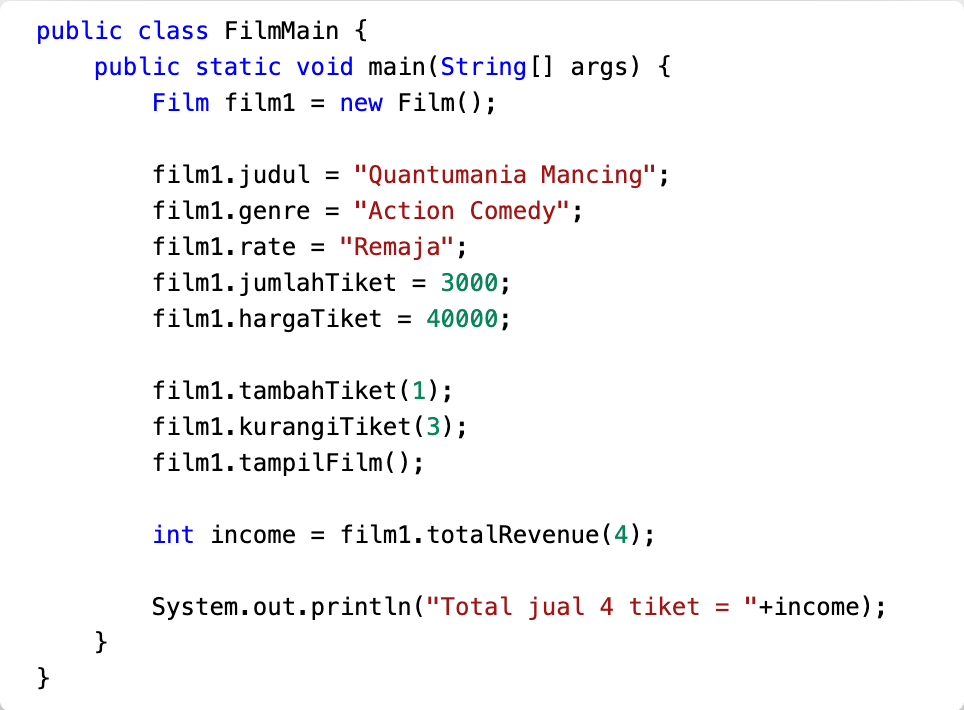 public class FilmMain {
    public static void main(String[] args) {
        Film film1 = new Film();

        film1.judul = "Quantumania Mancing";
        film1.genre = "Action Comedy";
        film1.rate = "Remaja";
        film1.jumlahTiket = 3000;
        film1.hargaTiket = 40000;

        film1.tambahTiket(1);
        film1.kurangiTiket(3);
        film1.tampilFilm();

        int income = film1.totalRevenue(4);

        System.out.println("Total jual 4 tiket = "+income);
    }
}